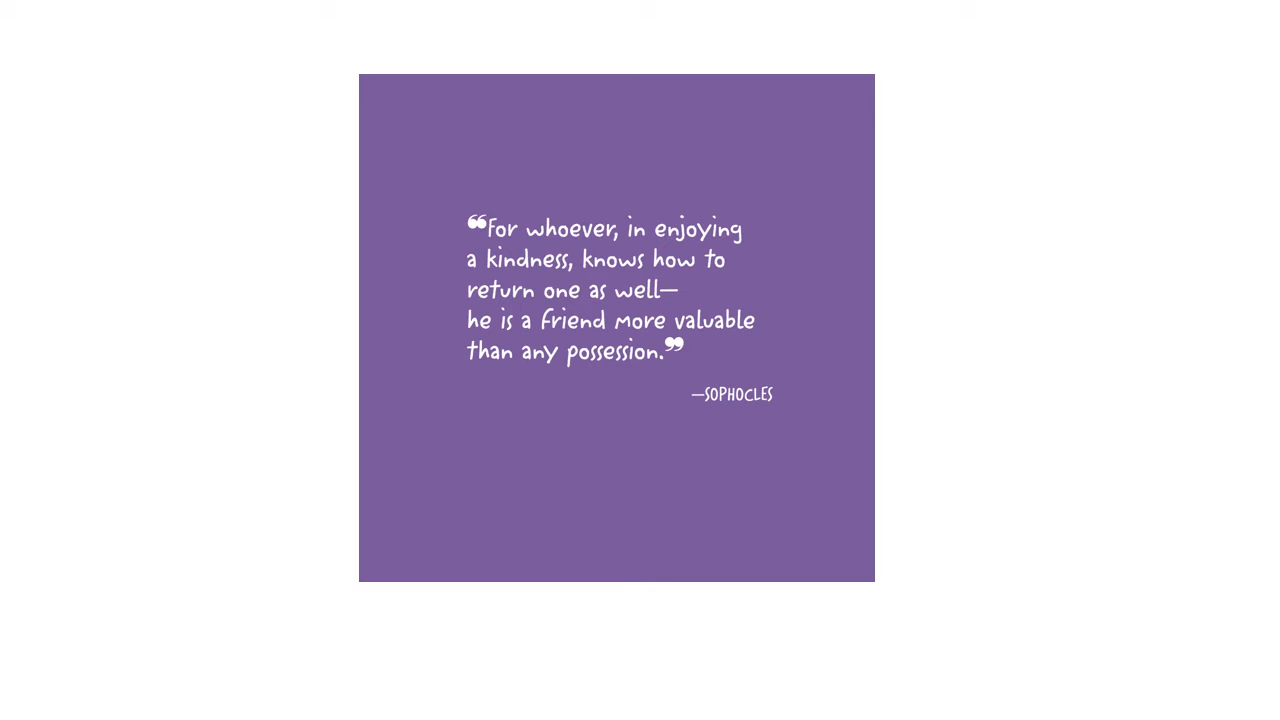 ❝For whoever, in enjoying
a kindness, knows how to
return one as well—
he is a friend more valuable
than any possession.❞
—SOPHOCLES